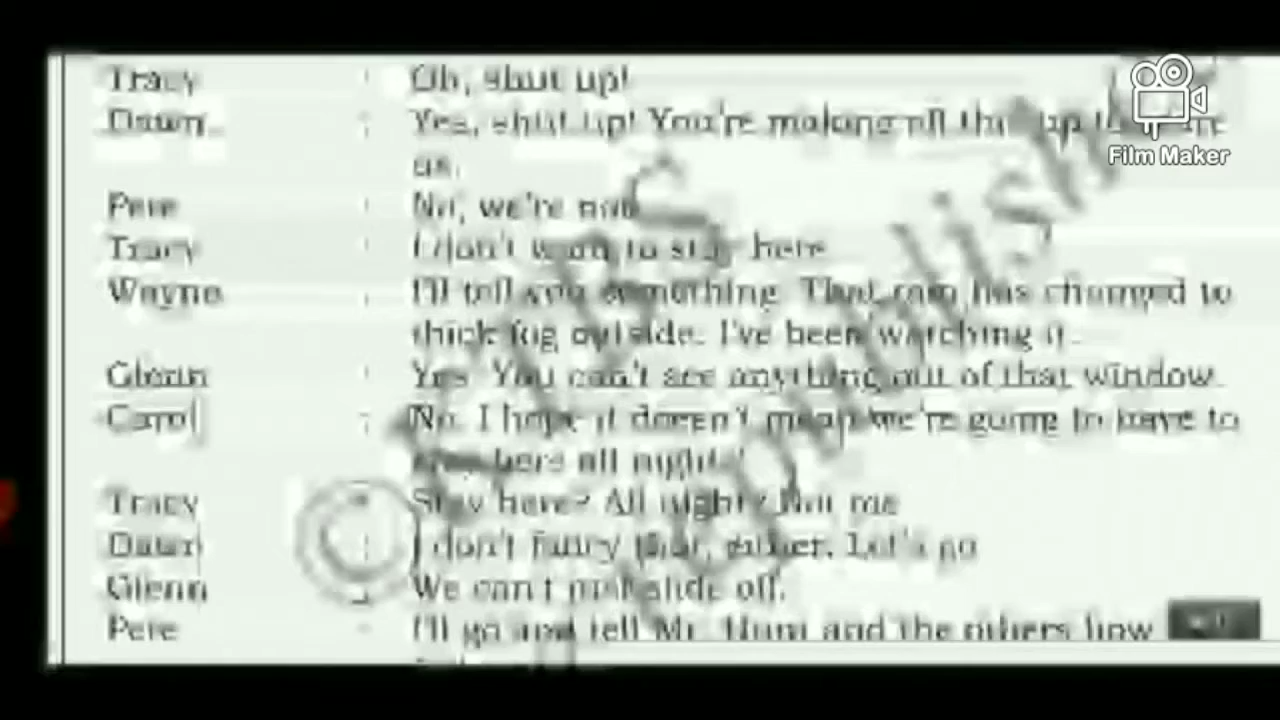 Tracy : Oh, shut up!
Dawn : Yes, shut up! You're making all this up to
us.
Pete : No, we're not.
Tracy : I don't want to stay here.
Wayne : I'll tell you something. That rain has changed to
thick fog outside. I've been watching it.
Glenn : Yes. You can't see anything out of that window.
Carol : No. I hope it doesn't mean we're going to have to
stay here all night!
Tracy : Stay here? All night? Not me
Dawn : I don't fancy that, either. Let's go
Glenn : We can't just slide off.
Pete : I'll go and tell Mr. and the others how
Film Maker
©
republish